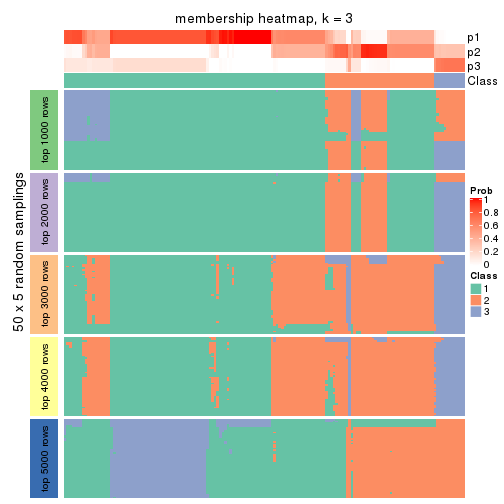 membership heatmap, k = 3
p1
p2
p3
Class
50 x 5 random samplings
top 1000 rows
top 2000 rows
top 3000 rows
top 4000 rows
top 5000 rows
Prob
1
0.8
0.6
0.4
0.2
0
Class
1
2
3